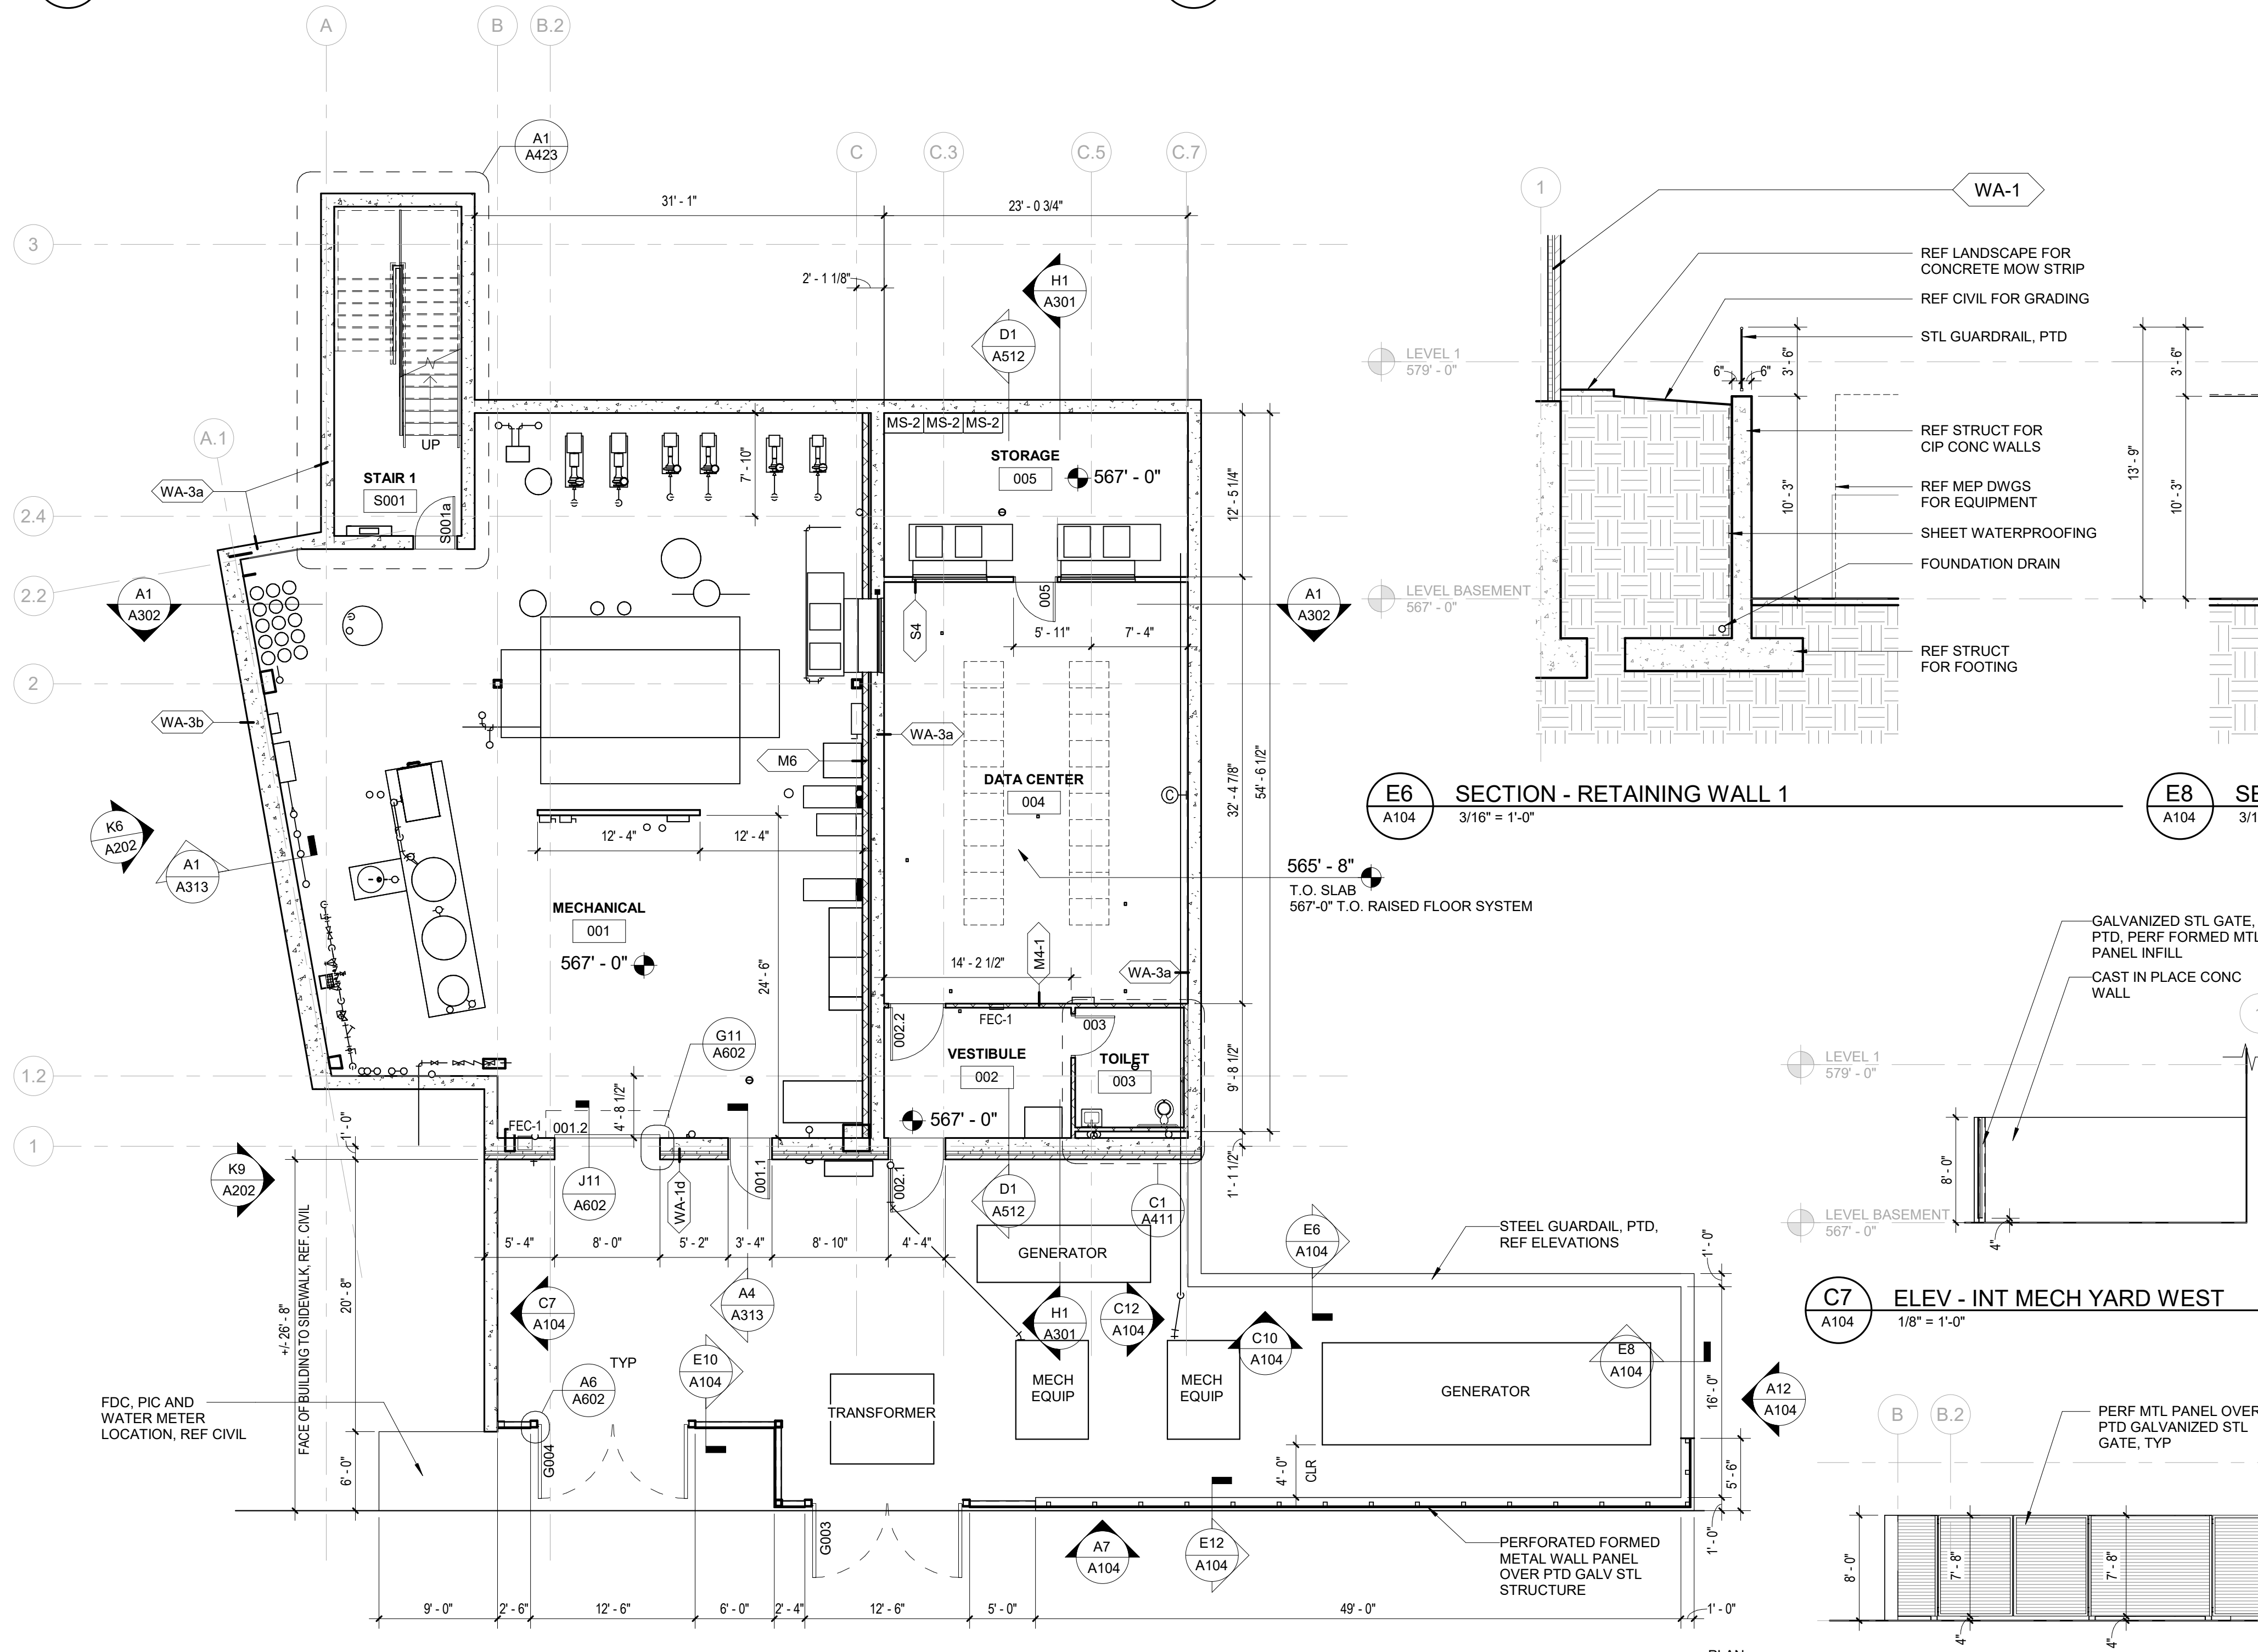 A
B
B.2
A1
A423
C
C.3
C.5
C.7
31' - 1"
23' - 0 3/4"
3
2' - 1 1/8"
H1
A301
D1
A512
A.1
UP
MS-2
MS-2
MS-2
STORAGE
005
567' - 0"
7' - 10"
12' - 5 1/4"
STAIR 1
S001
S001a
WA-3a
2.4
2.2
A1
A302
005
A1
A302
S4
5' - 11"
7' - 4"
2
WA-3b
WA-3a
M6
DATA CENTER
004
C
32' - 4 7/8"
54' - 6 1/2"
K6
A202
A1
A313
12' - 4"
12' - 4"
565' - 8"
T.O. SLAB
567'-0" T.O. RAISED FLOOR SYSTEM
MECHANICAL
001
567' - 0"
24' - 6"
14' - 2 1/2"
M4-1
WA-3a
G11
A602
002.2
FEC-1
003
VESTIBULE
002
TOILET
003
9' - 8 1/2"
1.2
4' - 8 1/2"
567' - 0"
FEC-1
001.2
1
1' - 0"
K9
A202
J11
A602
WA-1d
001.1
002.1
D1
A512
C1
A411
1' - 1 1/2"
5' - 4"
8' - 0"
5' - 2"
3' - 4"
8' - 10"
4' - 4"
GENERATOR
E6
A104
STEEL GUARDAIL, PTD,
REF ELEVATIONS
1' - 0"
+/- 26' - 8"
FACE OF BUILDING TO SIDEWALK, REF. CIVIL
20' - 8"
C7
A104
A4
A313
H1
A301
C12
A104
C10
A104
E8
A104
TYP
A6
A602
E10
A104
MECH
EQUIP
MECH
EQUIP
GENERATOR
16' - 0"
A12
A104
TRANSFORMER
FDC, PIC AND
WATER METER
LOCATION, REF CIVIL
6' - 0"
G004
4' - 0"
CLR
5' - 6"
G003
A7
A104
E12
A104
PERFORATED FORMED
METAL WALL PANEL
OVER PTD GALV STL
STRUCTURE
1' - 0"
9' - 0"
2' - 6"
12' - 6"
6' - 0"
2' - 4"
12' - 6"
5' - 0"
49' - 0"
1' - 0"
1
WA-1
REF LANDSCAPE FOR
CONCRETE MOW STRIP
REF CIVIL FOR GRADING
STL GUARDRAIL, PTD
LEVEL 1
579' - 0"
6"
6"
3' - 6"
3' - 6"
REF STRUCT FOR
CIP CONC WALLS
13' - 9"
REF MEP DWGS
FOR EQUIPMENT
10' - 3"
10' - 3"
SHEET WATERPROOFING
FOUNDATION DRAIN
LEVEL BASEMENT
567' - 0"
REF STRUCT
FOR FOOTING
E6
A104
SECTION - RETAINING WALL 1
3/16" = 1'-0"
E8
A104
GALVANIZED STL GATE,
PTD, PERF FORMED MTL
PANEL INFILL
CAST IN PLACE CONC
WALL
LEVEL 1
579' - 0"
8' - 0"
LEVEL BASEMENT
567' - 0"
4"
C7
A104
ELEV - INT MECH YARD WEST
1/8" = 1'-0"
B
B.2
PERF MTL PANEL OVER
PTD GALVANIZED STL
GATE, TYP
8' - 0"
7' - 8"
7' - 8"
4"
4"